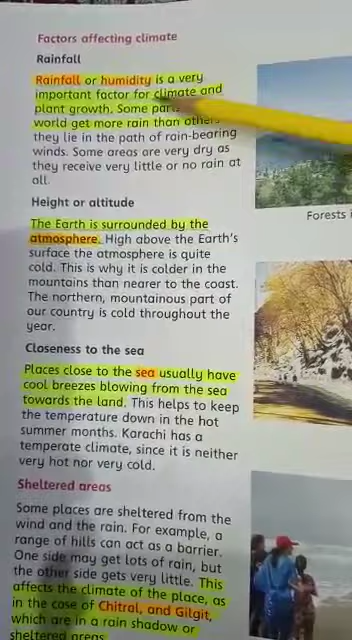 Factors affecting climate
Rainfall
Rainfall or humidity is a very
important factor for climate and
plant growth. Some parts
world get more rain than others
they lie in the path of rain-bearing
winds. Some areas are very dry as
they receive very little or no rain at
all.
Height or altitude
The Earth is surrounded by the
atmosphere. High above the Earth's
surface the atmosphere is quite
cold. This is why it is colder in the
mountains than nearer to the coast.
The northern, mountainous part of
our country is cold throughout the
year.
Closeness to the sea
Places close to the sea usually have
cool breezes blowing from the sea
towards the land. This helps to keep
the temperature down in the hot
summer months. Karachi has a
temperate climate, since it is neither
very hot nor very cold.
Sheltered areas
Some places are sheltered from the
wind and the rain. For example, a
range of hills can act as a barrier.
One side may get lots of rain, but
the other side gets very little. This
affects the climate of the place, as
in the case of Chitral, and Gilgit,
which are in a rain shadow or
sheltered areas
Forests